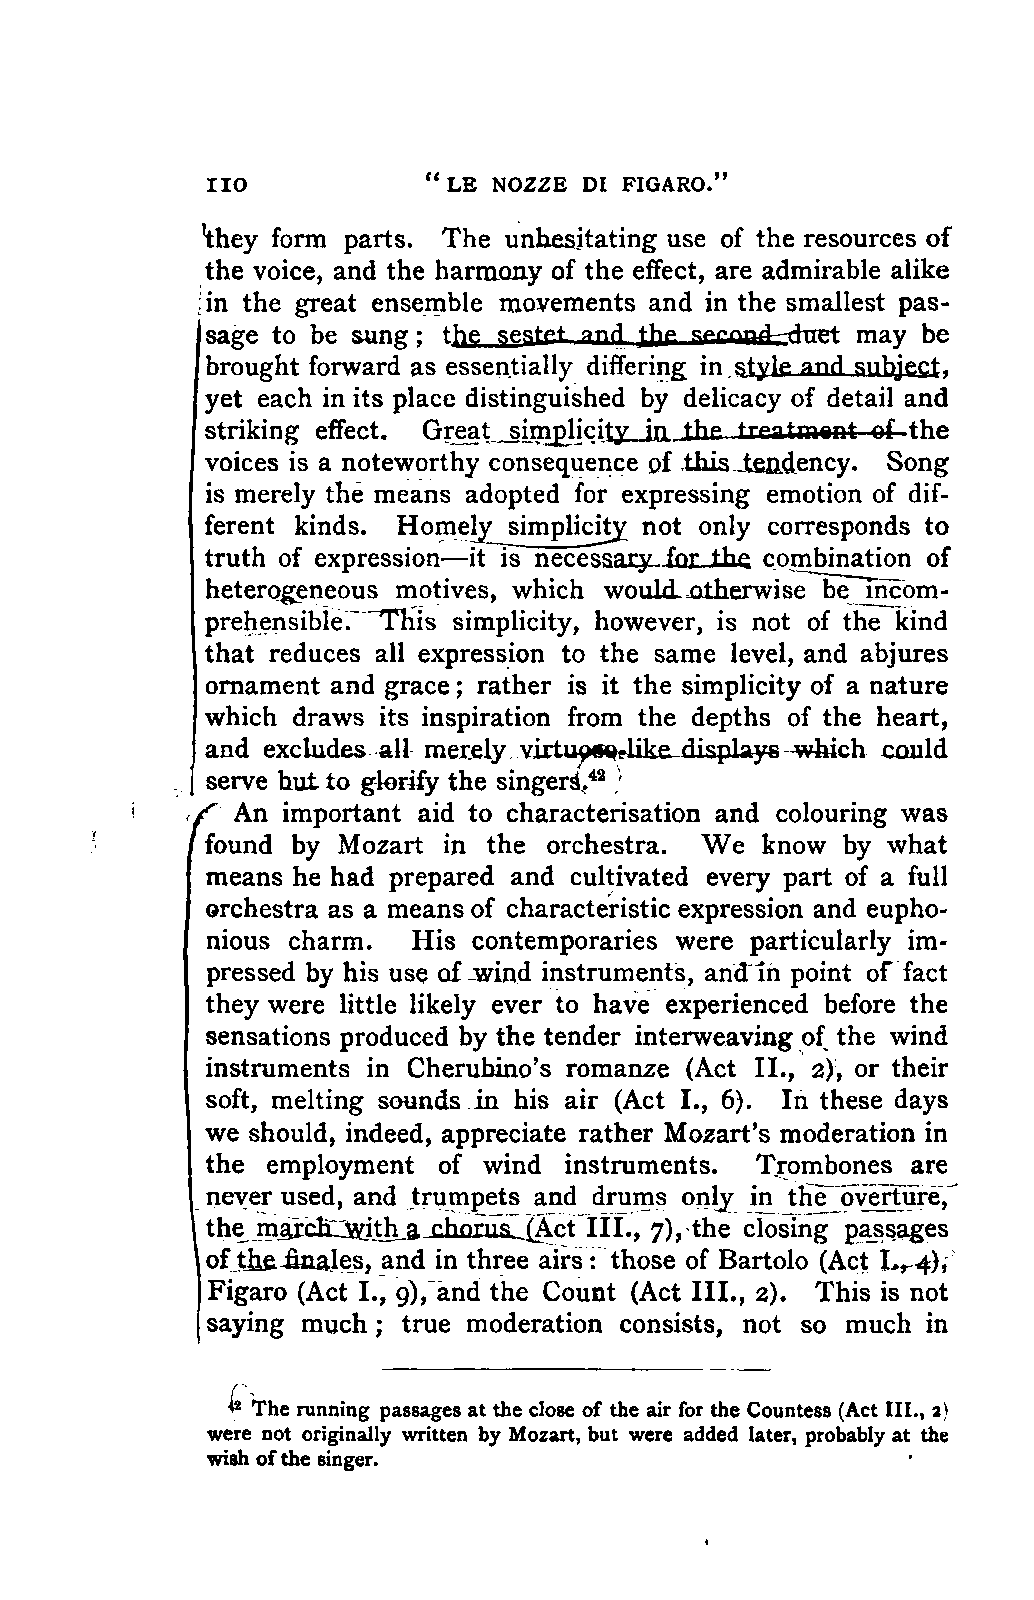 110 "LE NOZZE DI FIGARO."
they form parts. The unhesitating use of the resources of
the voice, and the harmony of the effect, are admirable alike
in the great ensemble movements and in the smallest pas-
sage to be sung; the sestet and the second duet may be
brought forward as essentially differing in style and subject,
yet each in its place distinguished by delicacy of detail and
striking effect. Great simplicity in the treatment of the
voices is a noteworthy consequence of this tendency. Song
is merely the means adopted for expressing emotion of dif-
ferent kinds. Homely simplicity not only corresponds to
truth of expression—it is necessary for the combination of
heterogeneous motives, which would otherwise be incom-
prehensible. This simplicity, however, is not of the kind
that reduces all expression to the same level, and abjures
ornament and grace; rather is it the simplicity of a nature
which draws its inspiration from the depths of the heart,
and excludes all merely virtuoso-like displays which could
serve but to glorify the singers.42
An important aid to characterisation and colouring was
found by Mozart in the orchestra. We know by what
means he had prepared and cultivated every part of a full
orchestra as a means of characteristic expression and eupho-
nious charm. His contemporaries were particularly im-
pressed by his use of wind instruments, and in point of fact
they were little likely ever to have experienced before the
sensations produced by the tender interweaving of the wind
instruments in Cherubino's romanze (Act II., 2), or their
soft, melting sounds in his air (Act I., 6). In these days
we should, indeed, appreciate rather Mozart's moderation in
the employment of wind instruments. Trombones are
never used, and trumpets and drums only in the overture,
the march with a chorus (Act III., 7), the closing passages
of the finales, and in three airs: those of Bartolo (Act I., 4),
Figaro (Act I., 9), and the Count (Act III., 2). This is not
saying much; true moderation consists, not so much in
42 The running passages at the close of the air for the Countess (Act III., 2)
were not originally written by Mozart, but were added later, probably at the
wish of the singer.